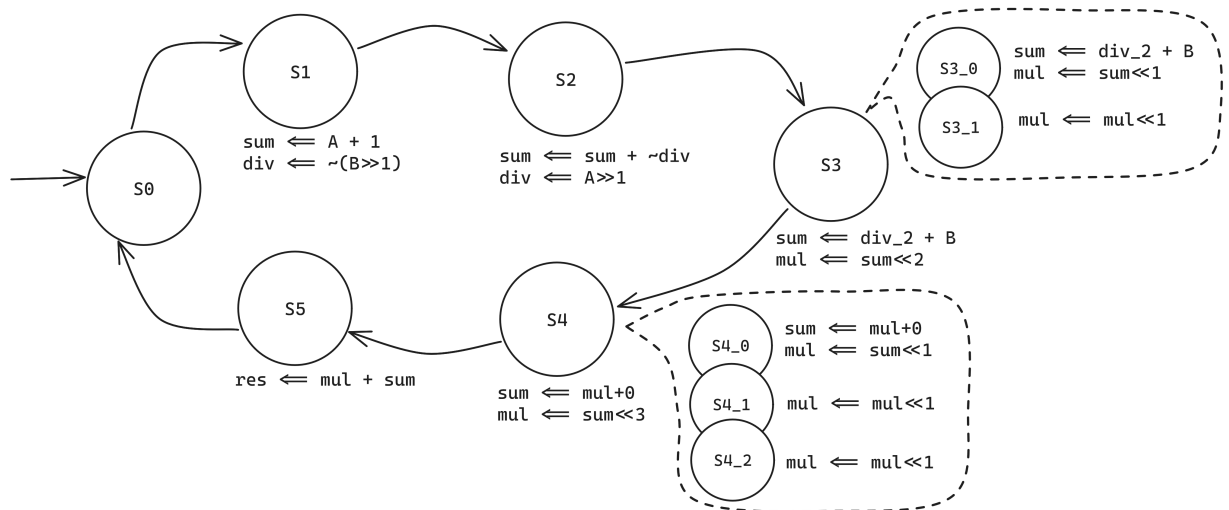 S1
sum ⇐ A + 1
div ⇐ ~(B>>1)
S2
sum ⇐ sum + ~div
div ⇐ A>>1
S3_0
sum ⇐ div_2 + B
mul ⇐ sum<<1
S3_1
mul ⇐ mul<<1
S0
S3
sum ⇐ div_2 + B
mul ⇐ sum<<2
S5
res ⇐ mul + sum
S4
sum ⇐ mul+0
mul ⇐ sum<<3
S4_0
sum ⇐ mul+0
mul ⇐ sum<<1
S4_1
mul ⇐ mul<<1
S4_2
mul ⇐ mul<<1